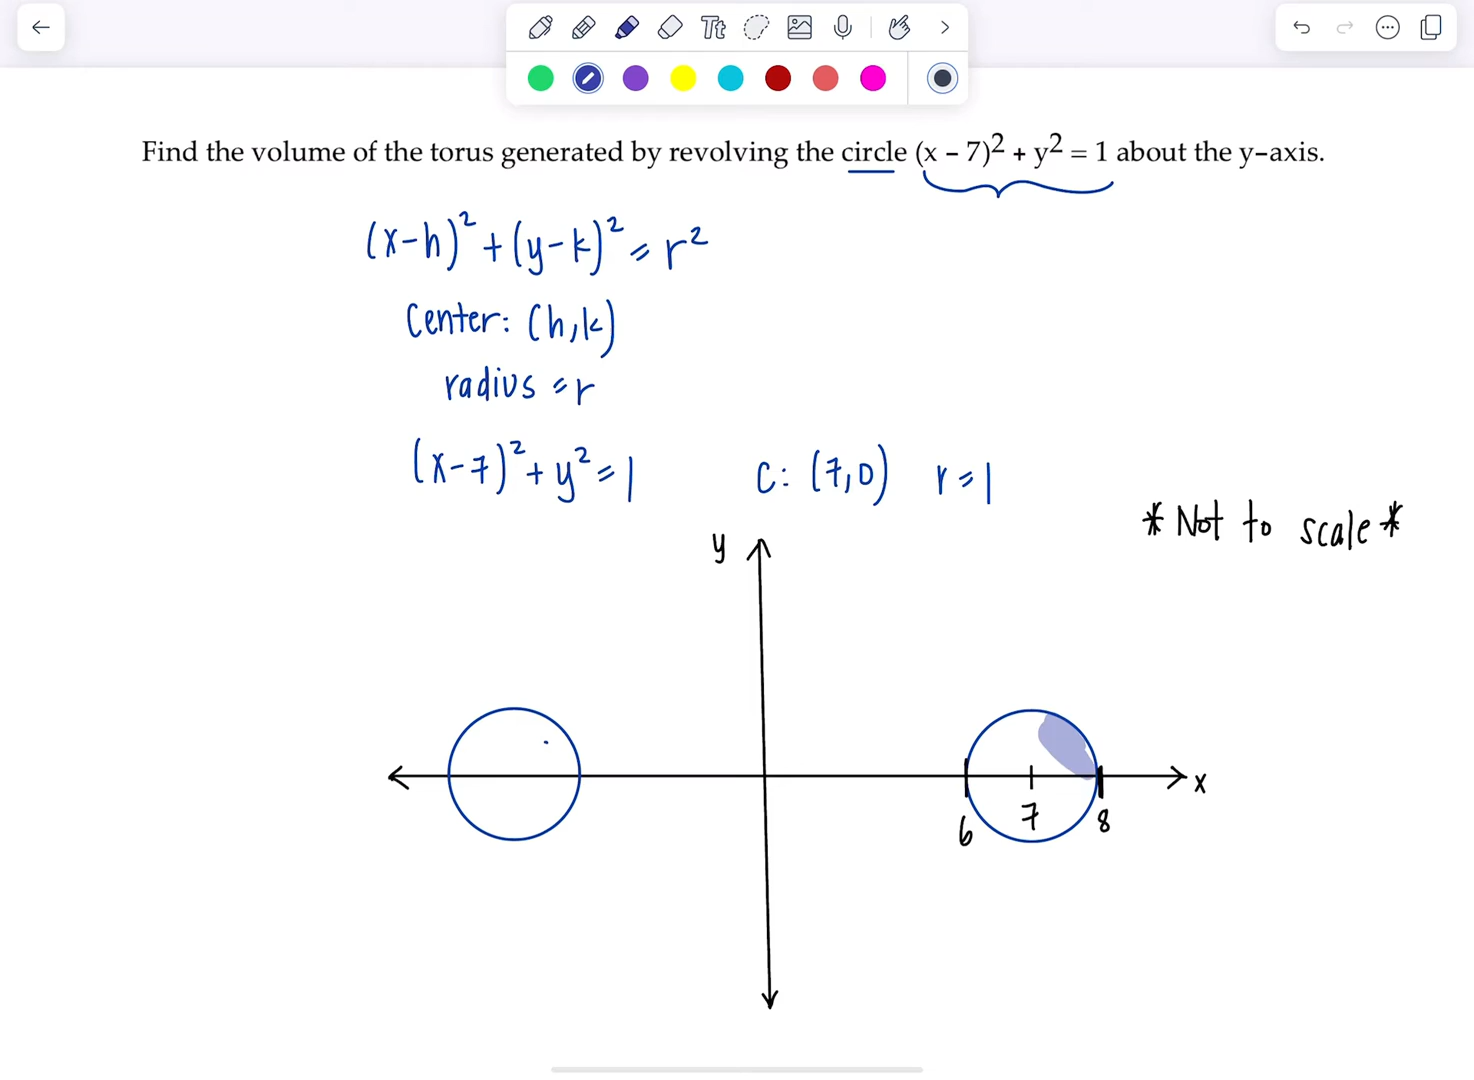 Tt
Find the volume of the torus generated by revolving the circle (x – 7)² + y² = 1 about the y–axis.
(x-h)² + (y-k)² = r²
Center: (h,k)
radius = r
(x-7)² + y² = 1 C: (7,0) r = 1
* Not to scale *
y
x
6 7 8